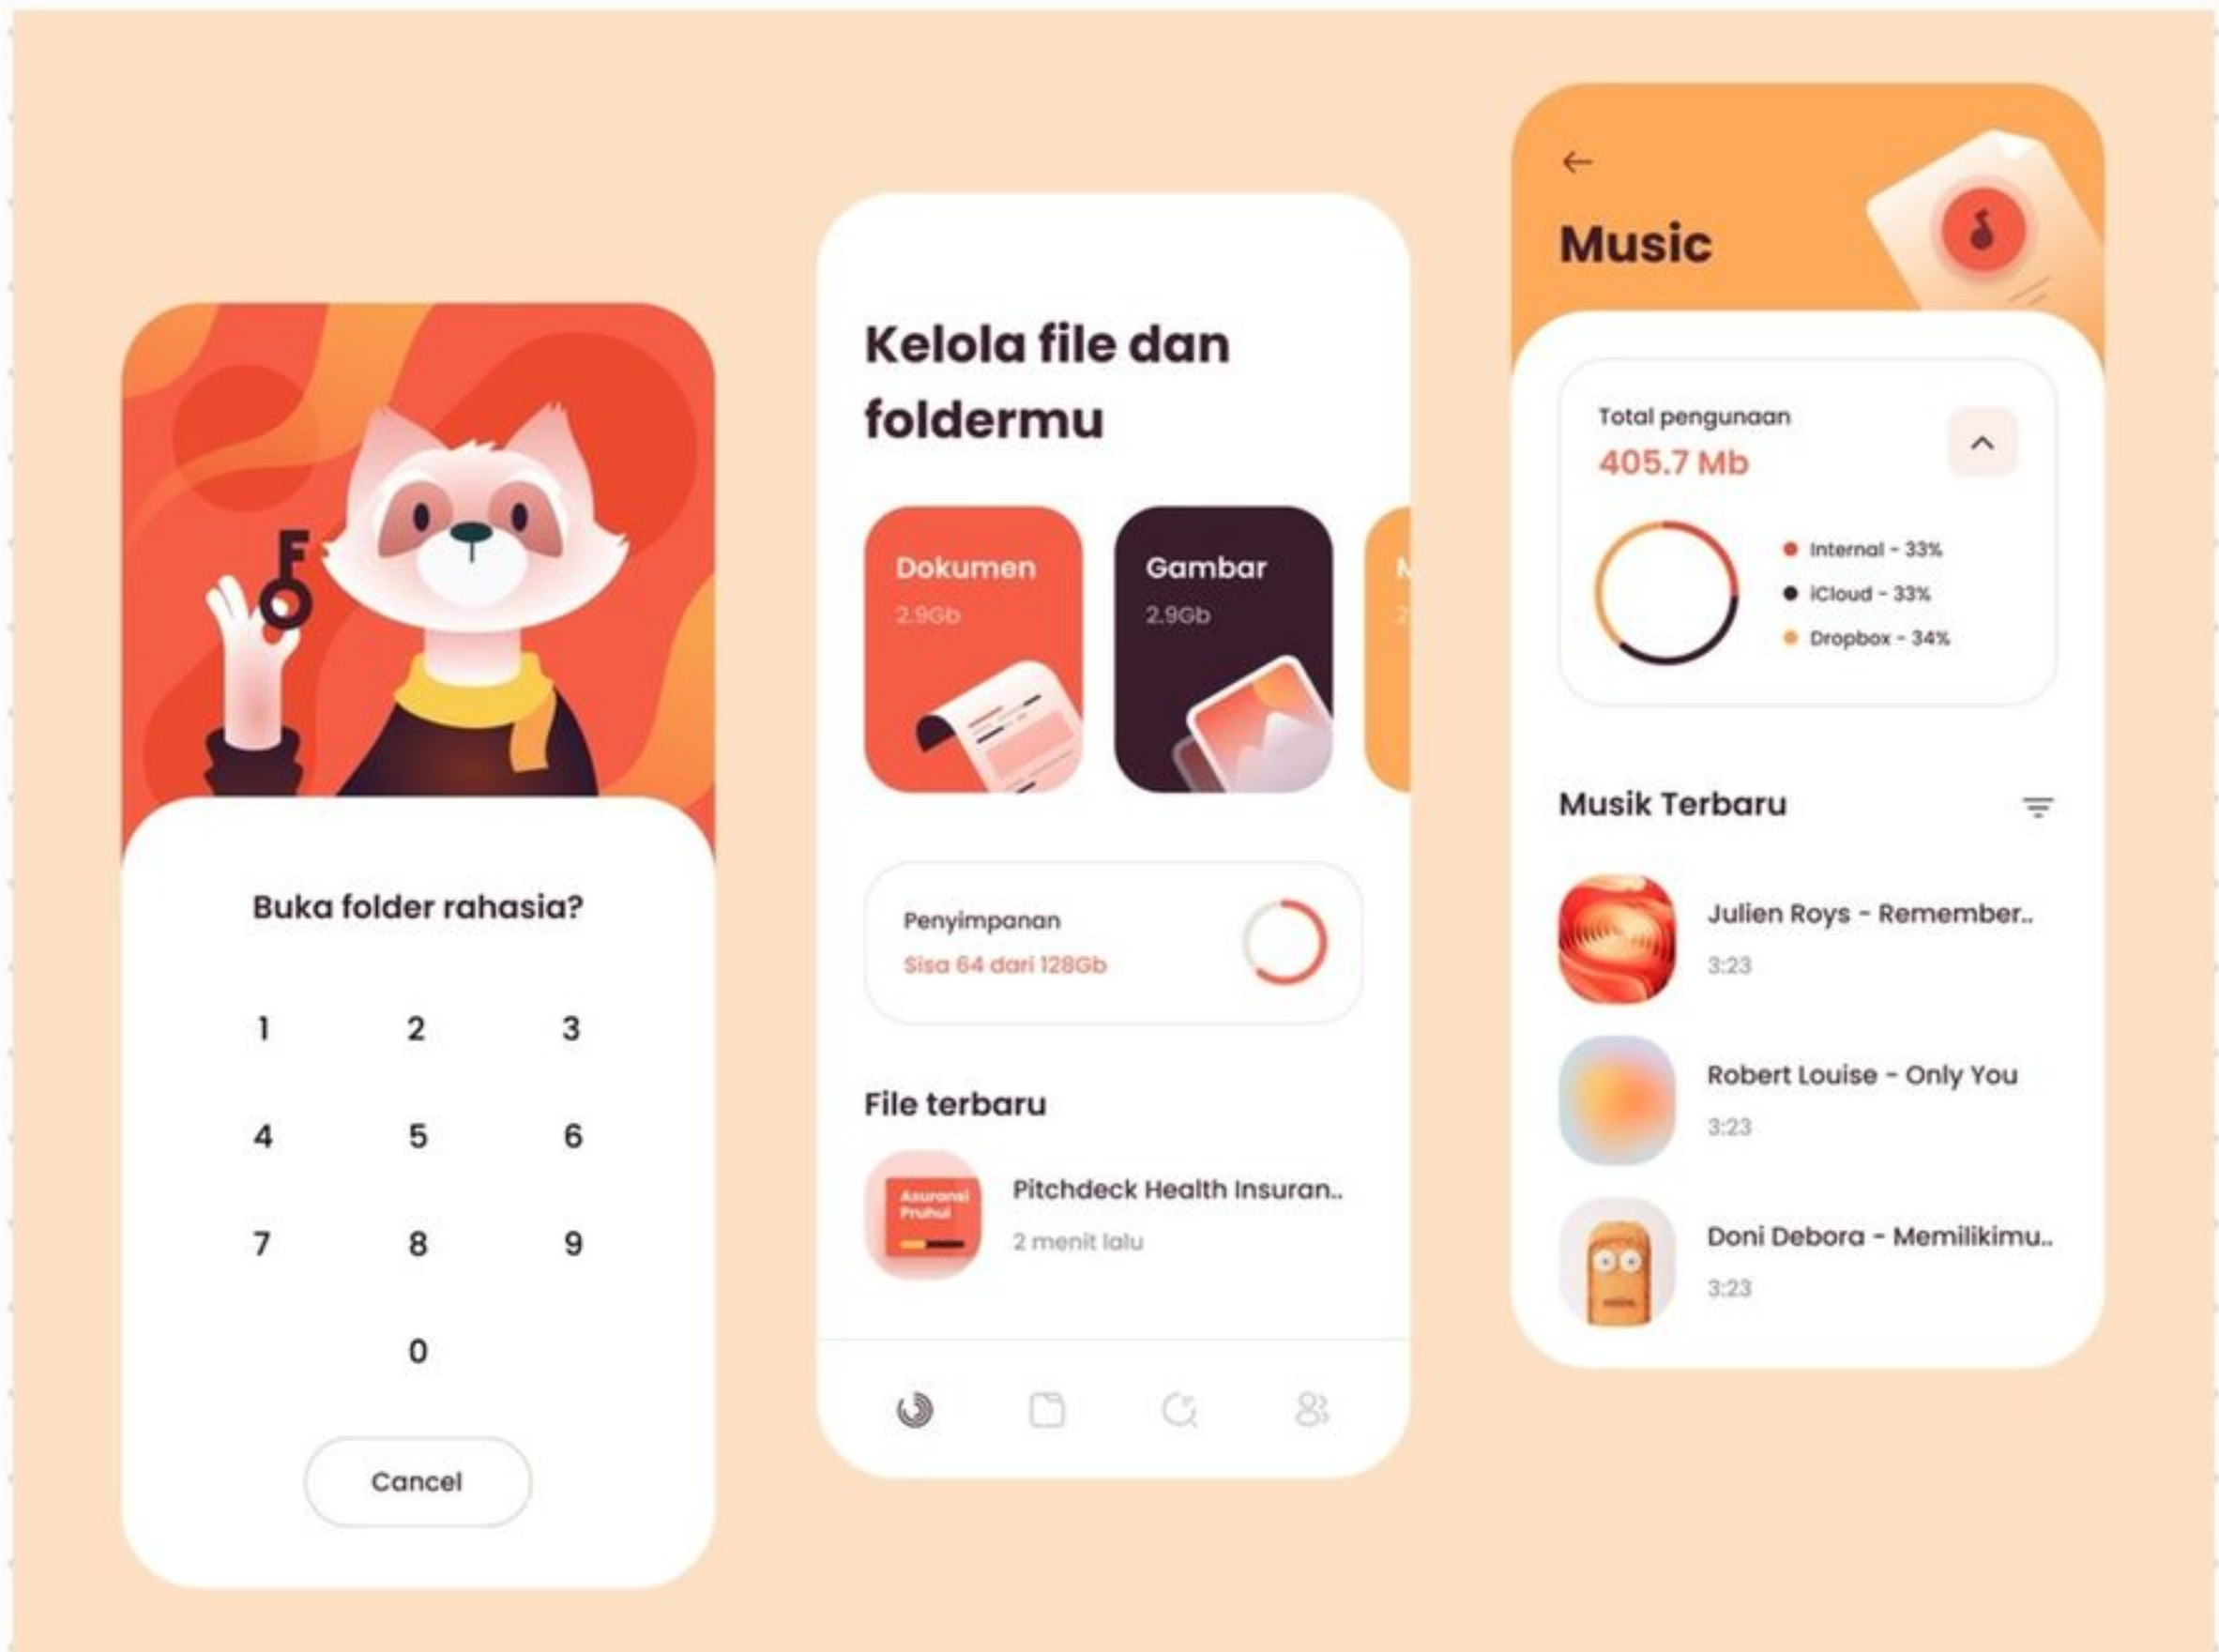 Buka folder rahasia?
1 2 3
4 5 6
7 8 9
0
Cancel
Kelola file dan
foldermu
Dokumen
2.9Gb
Gambar
2.9Gb
Penyimpanan
Sisa 64 dari 128Gb
File terbaru
Asuransi
Pruhui
Pitchdeck Health Insuran..
2 menit lalu
Music
Total pengunaan
405.7 Mb
Internal - 33%
iCloud - 33%
Dropbox - 34%
Musik Terbaru
Julien Roys - Remember..
3:23
Robert Louise - Only You
3:23
Doni Debora - Memilikimu..
3:23